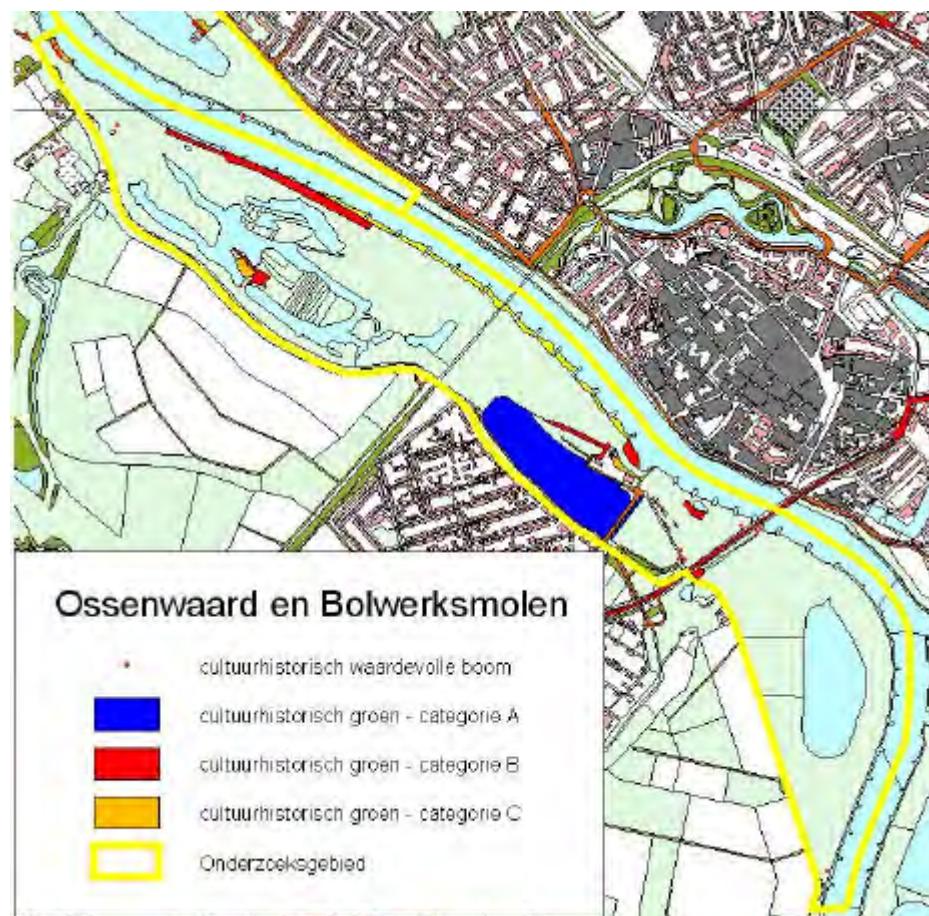 Ossenwaard en Bolwerksmolen
cultuurhistorisch waardevolle boom
cultuurhistorisch groen - categorie A
cultuurhistorisch groen - categorie B
cultuurhistorisch groen - categorie C
Onderzoeksgebied